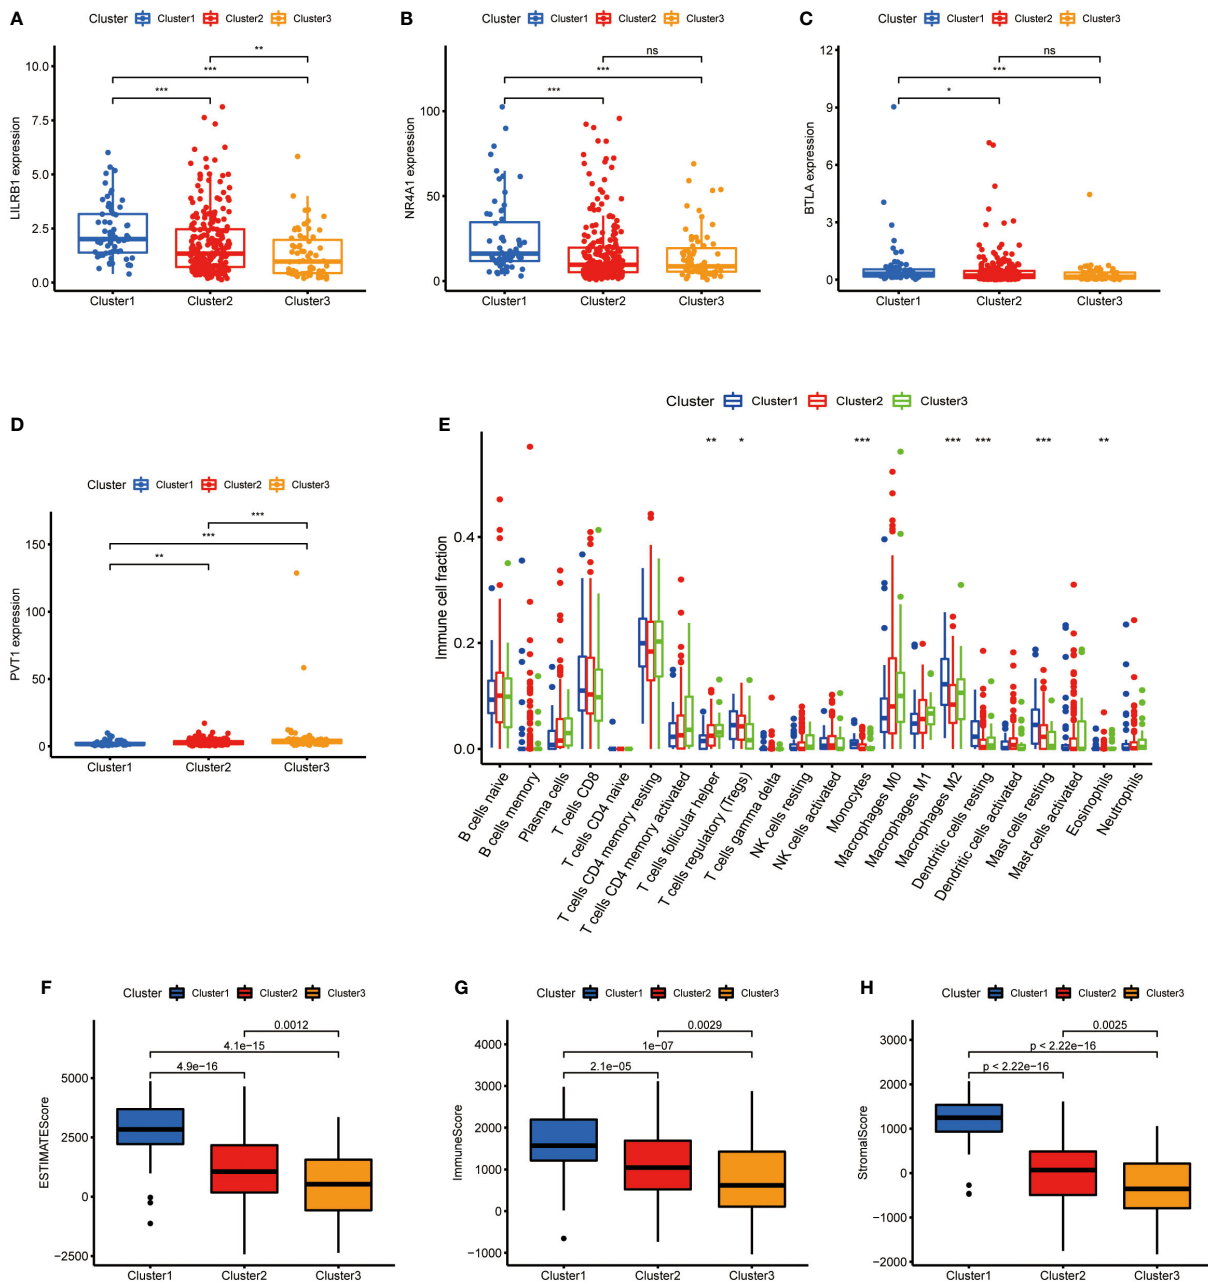 A
Cluster Cluster1 Cluster2 Cluster3
LILRB1 expression
10.0
7.5
5.0
2.5
0.0
**
***
***
Cluster1 Cluster2 Cluster3
B
Cluster Cluster1 Cluster2 Cluster3
NR4A1 expression
100
50
0
ns
***
***
Cluster1 Cluster2 Cluster3
C
Cluster Cluster1 Cluster2 Cluster3
BTLA expression
12
9
6
3
0
ns
***
*
Cluster1 Cluster2 Cluster3
D
Cluster Cluster1 Cluster2 Cluster3
PVT1 expression
150
100
50
0
***
***
**
Cluster1 Cluster2 Cluster3
E
Cluster Cluster1 Cluster2 Cluster3
Immune cell fraction
0.4
0.2
0.0
** * *** *** *** *** **
B cells naive
B cells memory
Plasma cells
T cells CD8
T cells CD4 naive
T cells CD4 memory resting
T cells CD4 memory activated
T cells follicular helper
T cells regulatory (Tregs)
T cells gamma delta
NK cells resting
NK cells activated
Monocytes
Macrophages M0
Macrophages M1
Macrophages M2
Dendritic cells resting
Dendritic cells activated
Mast cells resting
Mast cells activated
Eosinophils
Neutrophils
F
Cluster Cluster1 Cluster2 Cluster3
ESTIMATEScore
5000
2500
0
−2500
0.0012
4.1e−15
4.9e−16
Cluster1 Cluster2 Cluster3
G
Cluster Cluster1 Cluster2 Cluster3
ImmuneScore
4000
3000
2000
1000
0
−1000
0.0029
1e−07
2.1e−05
Cluster1 Cluster2 Cluster3
H
Cluster Cluster1 Cluster2 Cluster3
StromalScore
3000
2000
1000
0
−1000
−2000
0.0025
p < 2.22e−16
p < 2.22e−16
Cluster1 Cluster2 Cluster3